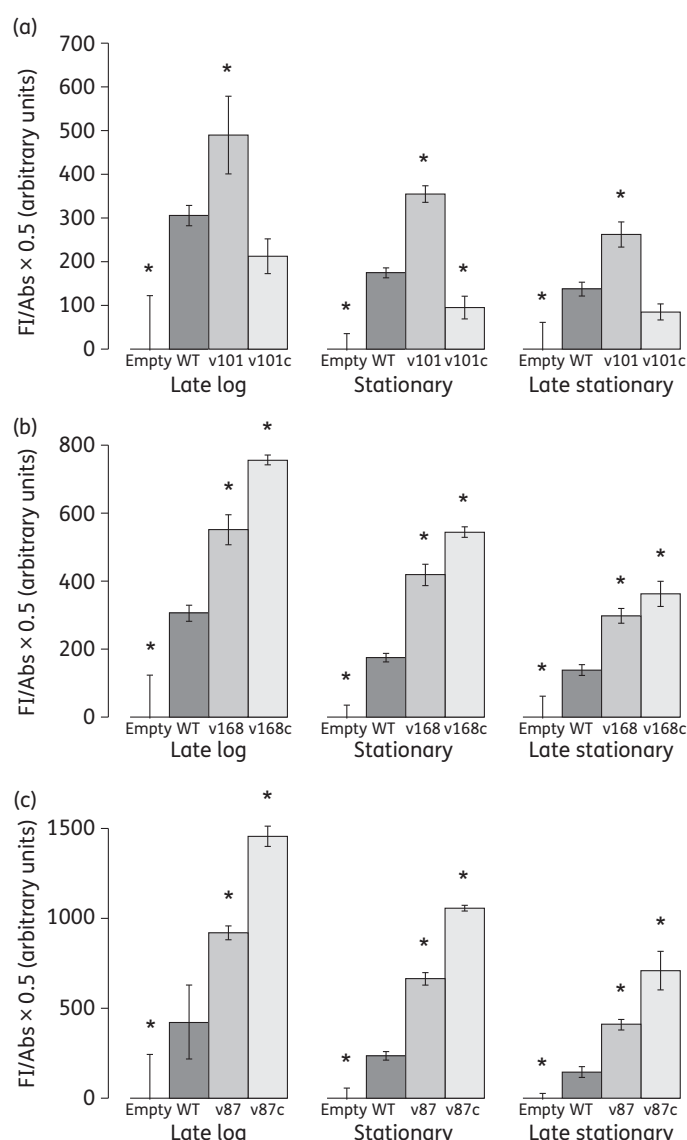 (a)
FI/Abs × 0.5 (arbitrary units)
700
600
500
400
300
200
100
0
*
*
*
*
*
*
*
Empty WT v101 v101c
Empty WT v101 v101c
Empty WT v101 v101c
Late log
Stationary
Late stationary
(b)
FI/Abs × 0.5 (arbitrary units)
800
600
400
200
0
*
*
*
*
*
*
*
*
*
Empty WT v168 v168c
Empty WT v168 v168c
Empty WT v168 v168c
Late log
Stationary
Late stationary
(c)
FI/Abs × 0.5 (arbitrary units)
1500
1000
500
0
*
*
*
*
*
*
*
*
*
Empty WT v87 v87c
Empty WT v87 v87c
Empty WT v87 v87c
Late log
Stationary
Late stationary